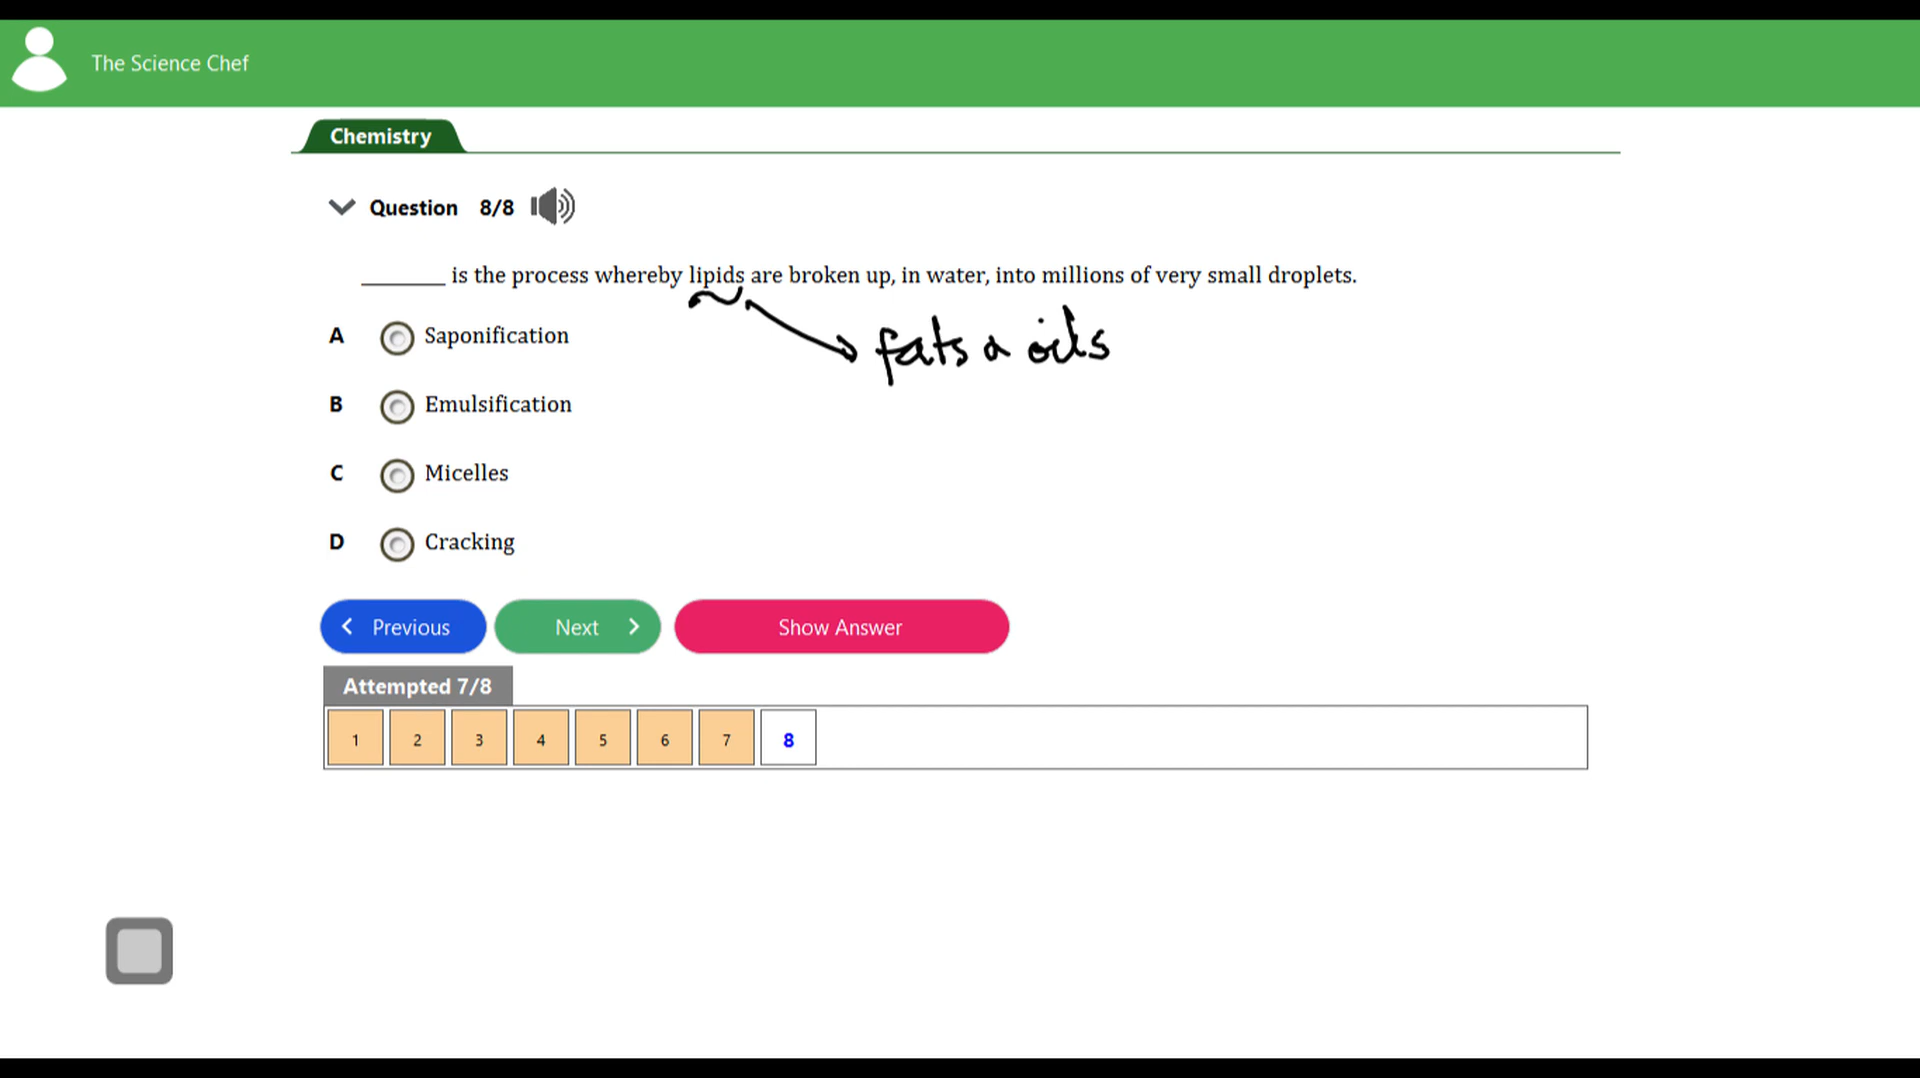 The Science Chef
Chemistry
Question 8/8
_______ is the process whereby lipids are broken up, in water, into millions of very small droplets.
fats & oils
A Saponification
B Emulsification
C Micelles
D Cracking
Previous Next Show Answer
Attempted 7/8
1 2 3 4 5 6 7 8